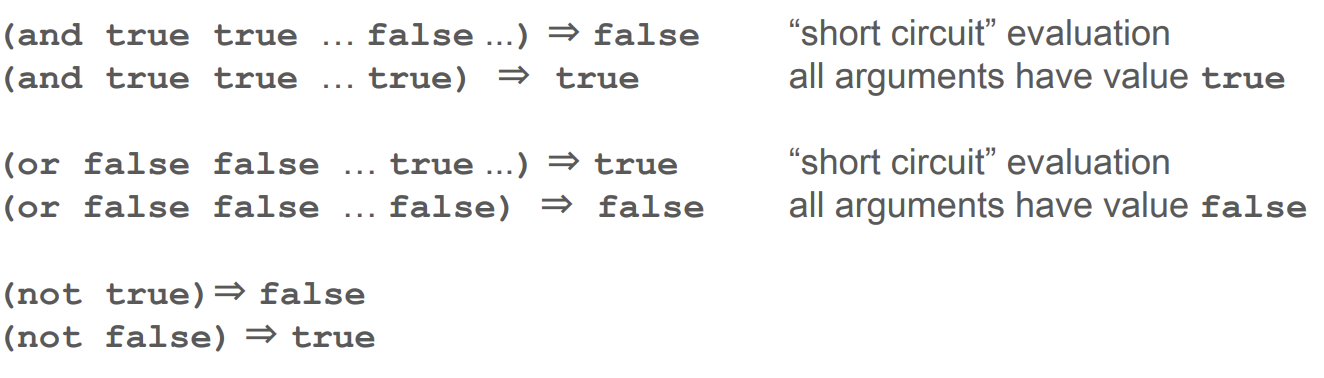 (and true true … false …) ⇒ false “short circuit” evaluation
(and true true … true) ⇒ true all arguments have value true
(or false false … true …) ⇒ true “short circuit” evaluation
(or false false … false) ⇒ false all arguments have value false
(not true)⇒ false
(not false) ⇒ true